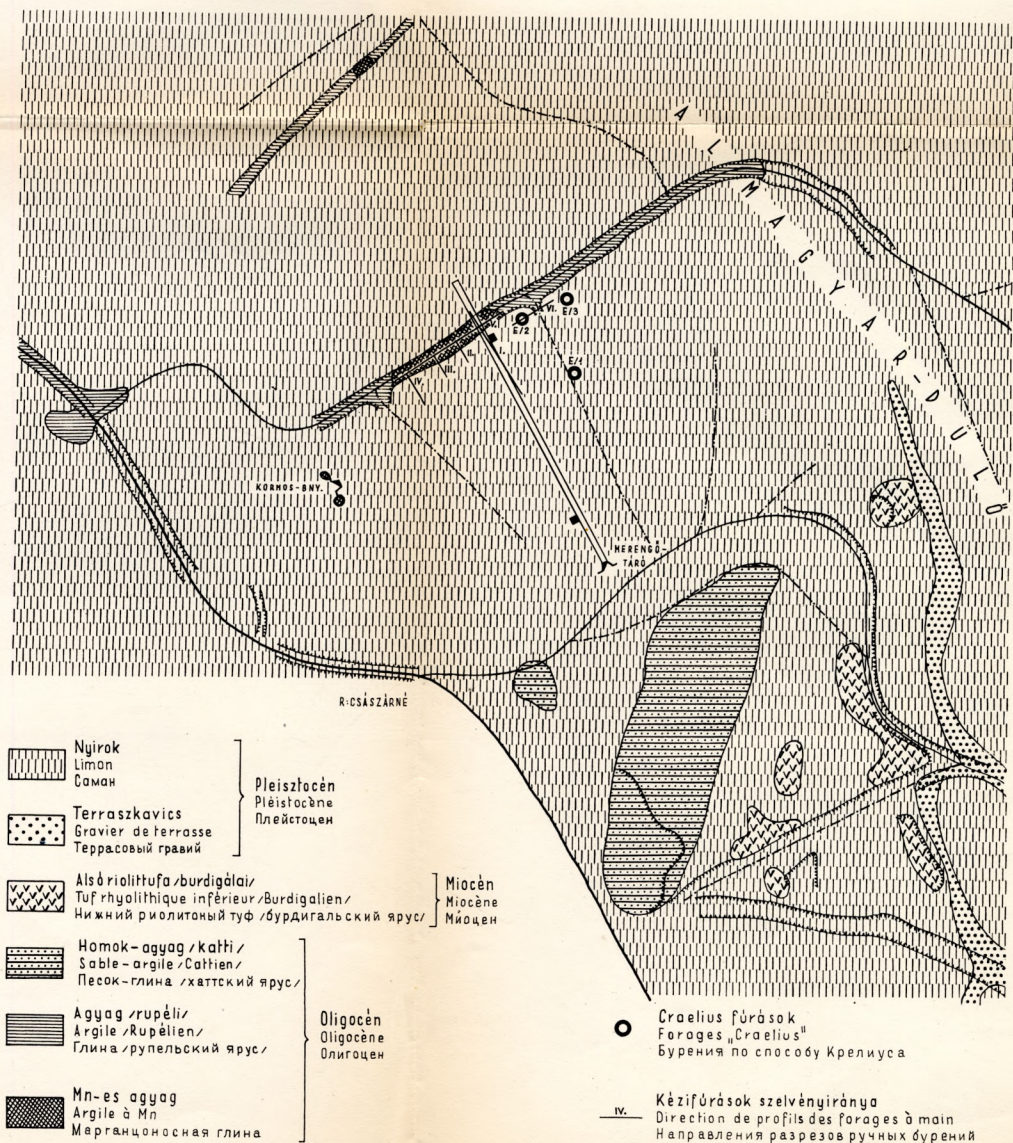 ALMAGYAR-DŰLŐ
VI.
E/3
E/2
II.
III.
IV.
KORMOS-BNY.
MERENGŐ-
TÁRÓ
R:CSÁSZÁRNÉ
Nyirok
Limon
Саман
Pleisztocén
Pléistocène
Плейстоцен
Terraszkavics
Gravier de terrasse
Террасовый гравий
Alsóriolittufa /burdigálai/
Tuf rhyolithique inférieur /Burdigalien/
Нижний риолитоный туф /бурдигальский ярус/
Miocén
Miocène
Миоцен
Homok-agyag /katti/
Sable-argile /Cattien/
Песок-глина /хаттский ярус/
Agyag /rupéli/
Argile /Rupélien/
Глина /рупельский ярус/
Oligocén
Oligocène
Олигоцен
Mn-es agyag
Argile à Mn
Марганцоносная глина
Craelius fúrások
Forages „Craelius"
Бурения по способу Крелиуса
IV.
Kézifúrások szelvényiránya
Direction de profils des forages à main
Направления разрезов ручных бурений